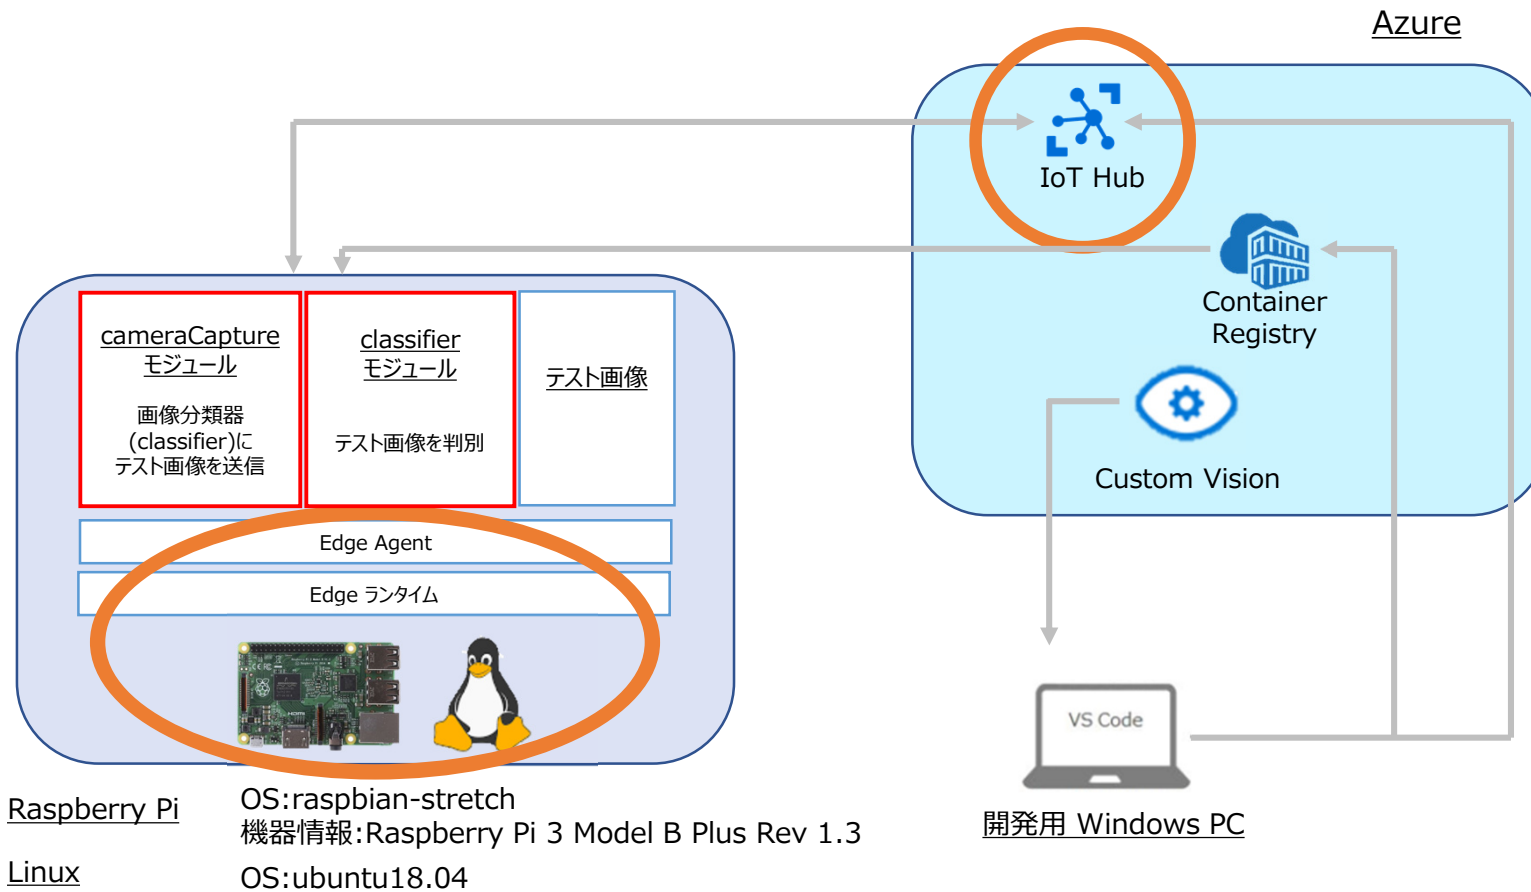 Azure
IoT Hub
Container
Registry
Custom Vision
cameraCapture
モジュール
画像分類器
(classifier)に
テスト画像を送信
classifier
モジュール
テスト画像を判別
テスト画像
Edge Agent
Edge ランタイム
VS Code
開発用 Windows PC
Raspberry Pi
OS:raspbian-stretch
機器情報:Raspberry Pi 3 Model B Plus Rev 1.3
Linux
OS:ubuntu18.04